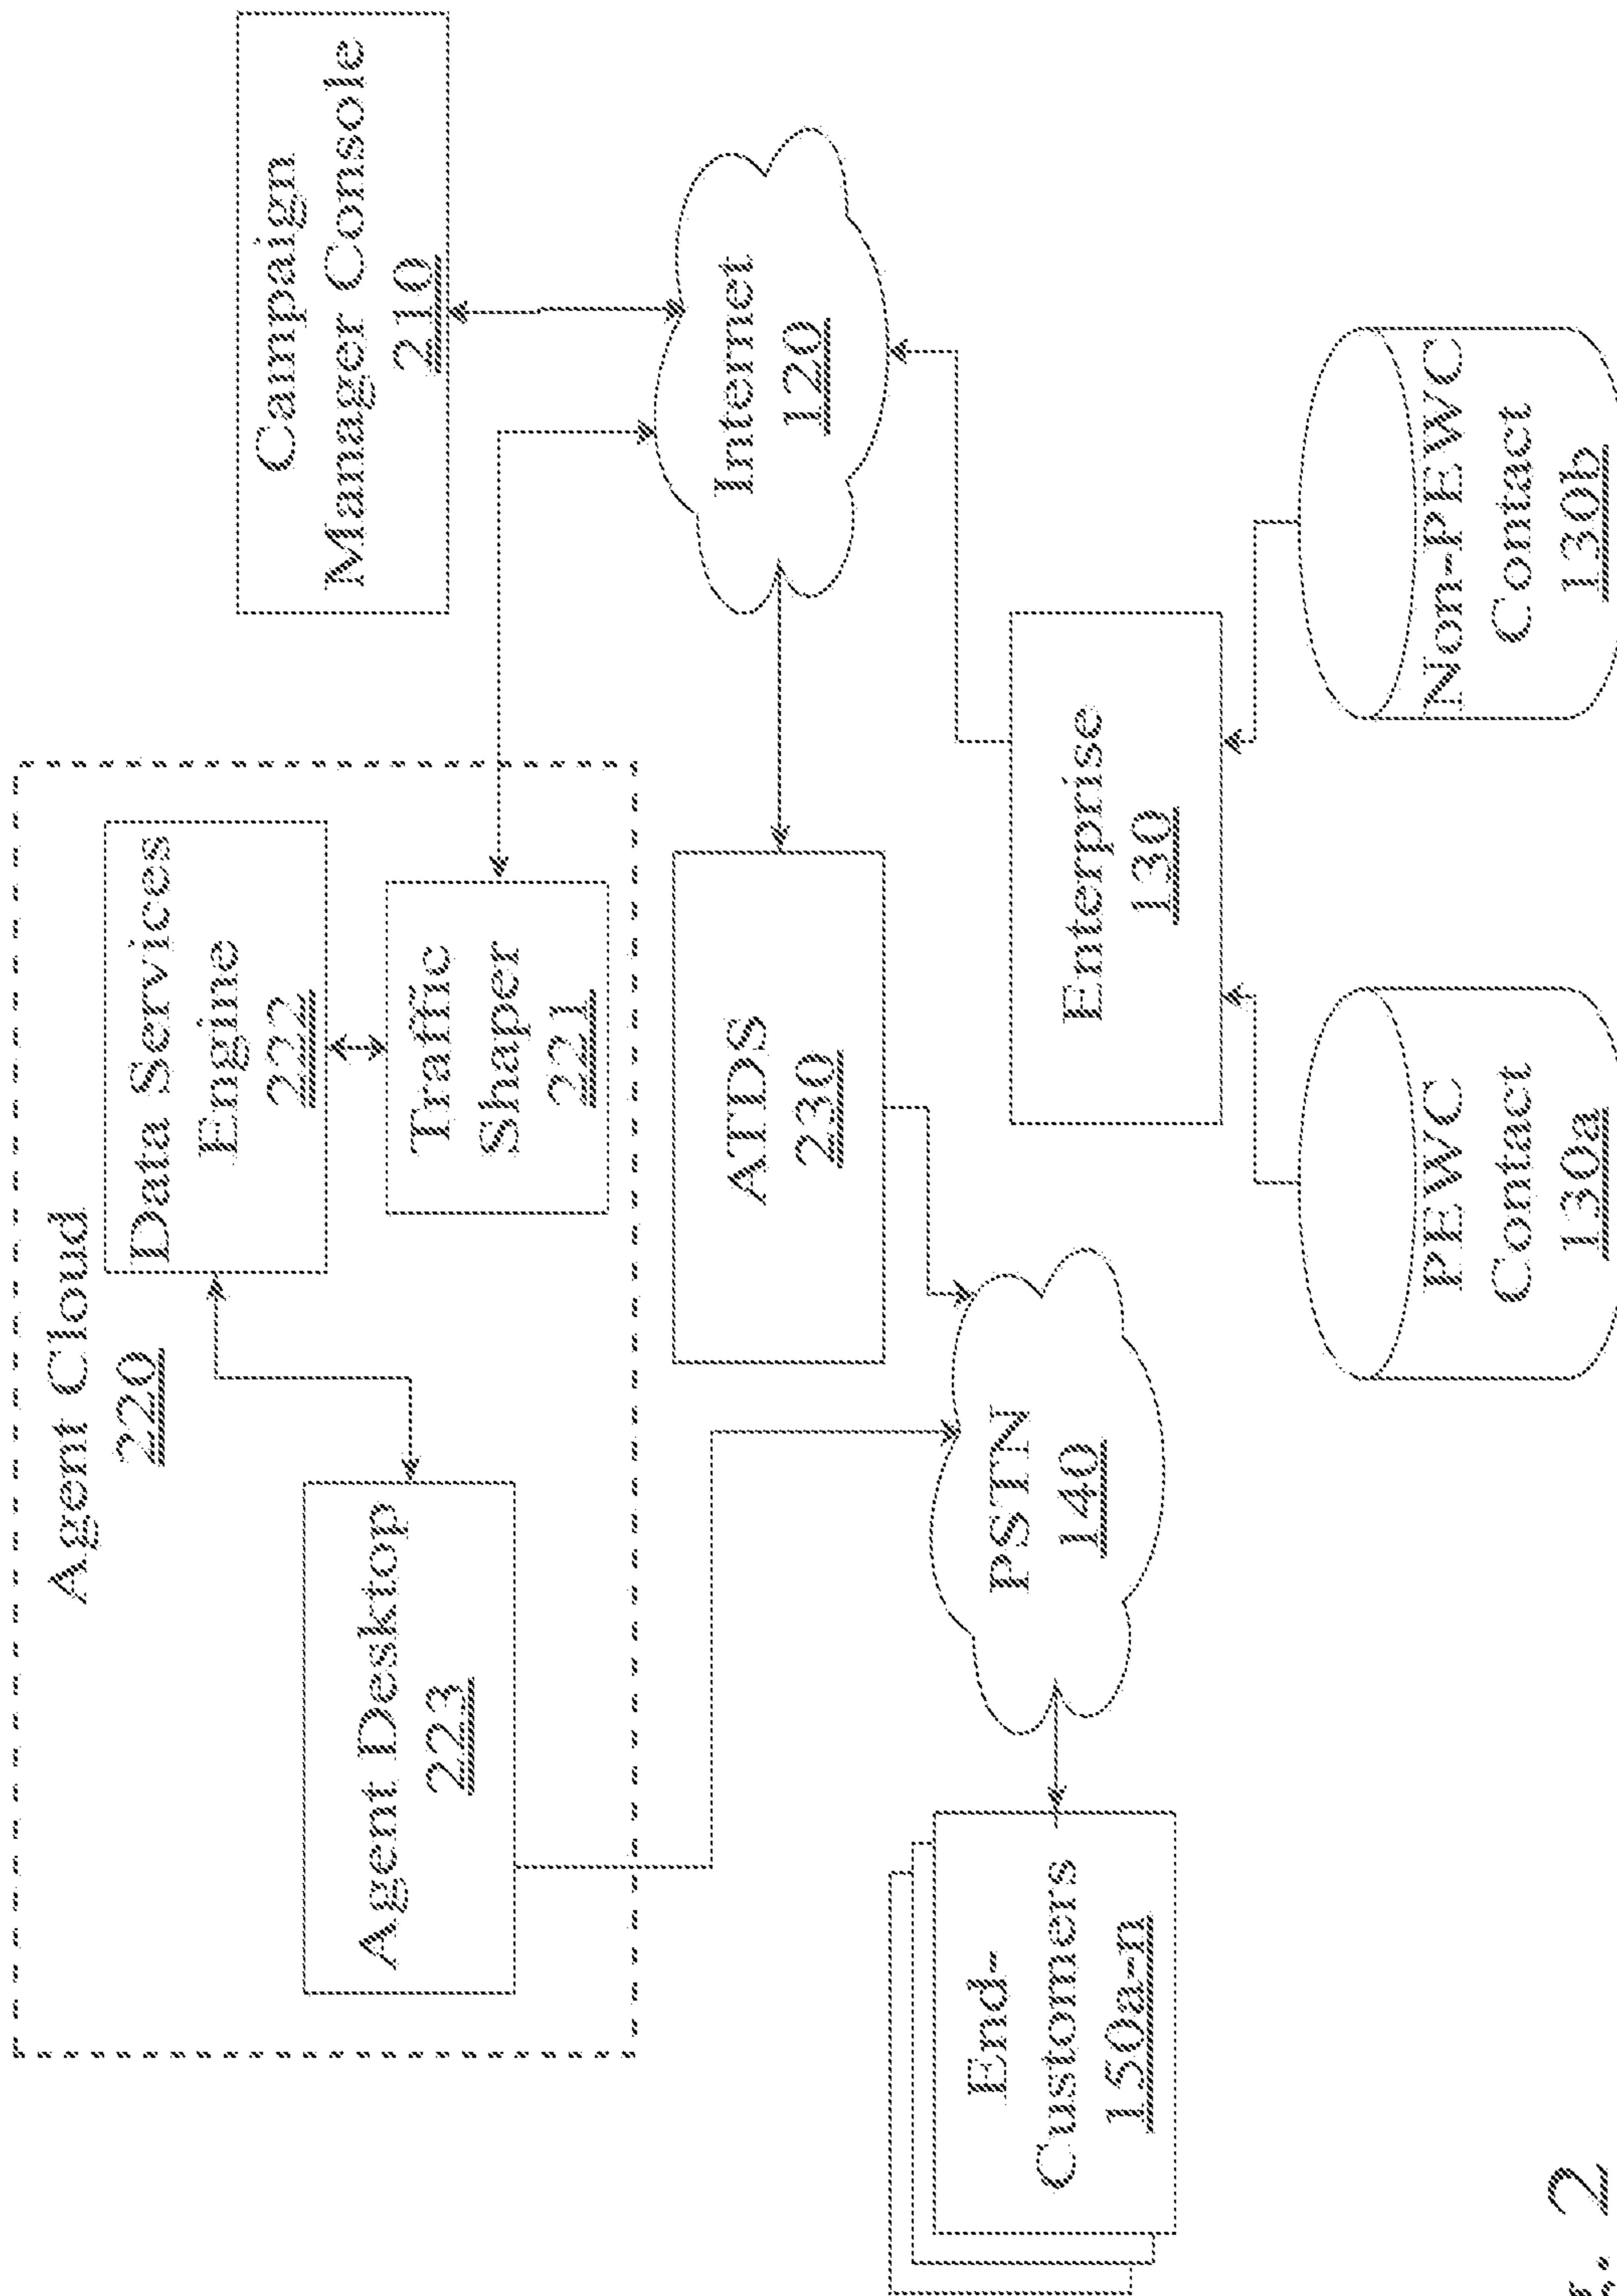 Agent Cloud
220
Agent Desktop
223
Data Services
Engine
222
Traffic
Shaper
221
Campaign
Manager Console
210
ATDS
230
Internet
120
End-
Customers
150a-n
PSTN
140
Enterprise
130
PEWC
Contact
130a
Non-PEWC
Contact
130b
2